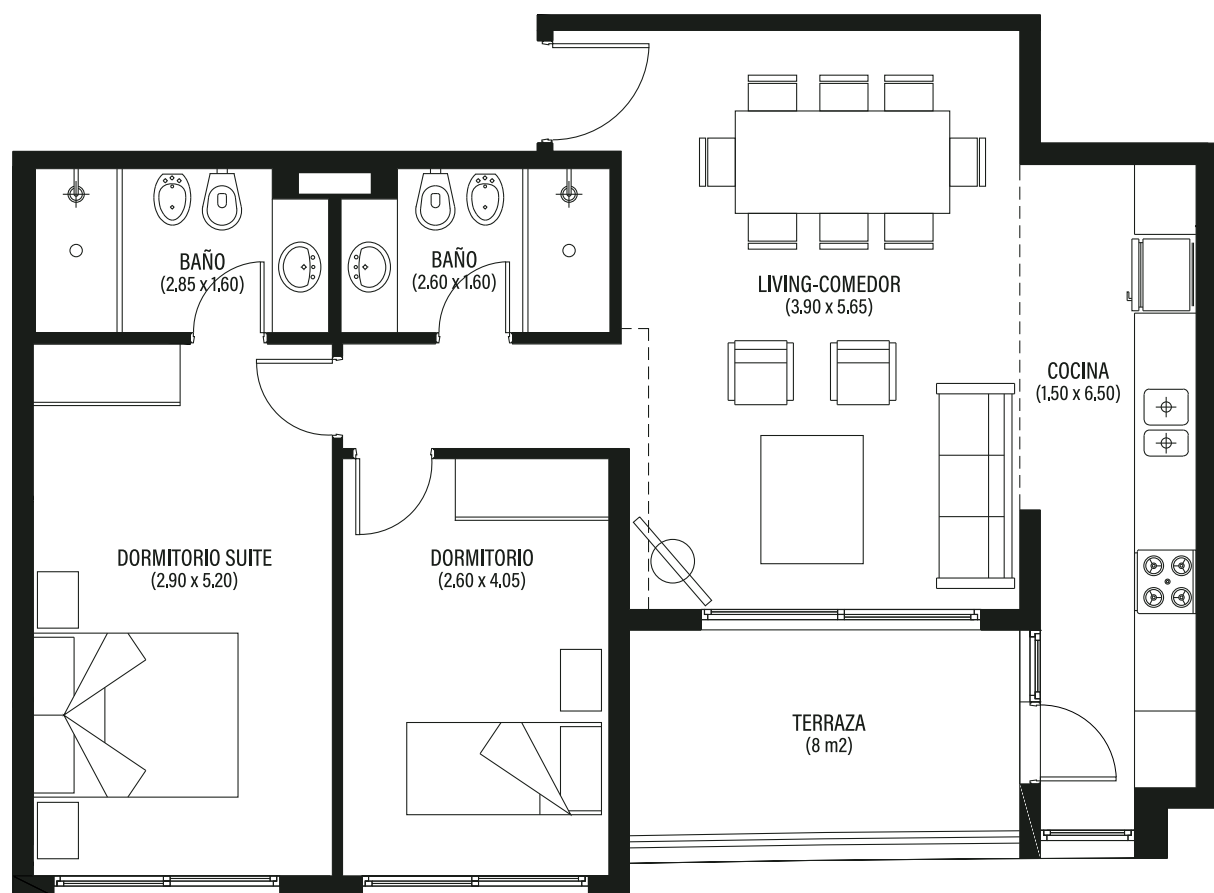 BAÑO
(2.85 x 1.60)
BAÑO
(2.60 x 1.60)
LIVING-COMEDOR
(3.90 x 5.65)
COCINA
(1.50 x 6.50)
DORMITORIO SUITE
(2.90 x 5.20)
DORMITORIO
(2.60 x 4.05)
TERRAZA
(8 m2)